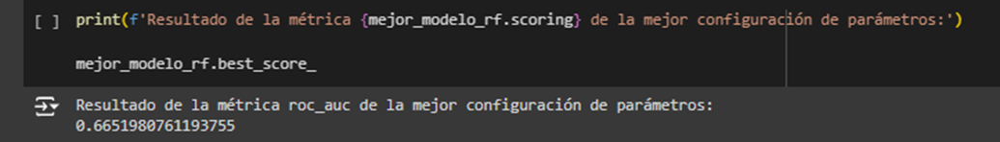 [ ] print(f'Resultado de la métrica {mejor_modelo_rf.scoring} de la mejor configuración de parámetros:')
mejor_modelo_rf.best_score_
Resultado de la métrica roc_auc de la mejor configuración de parámetros:
0.6651980761193755